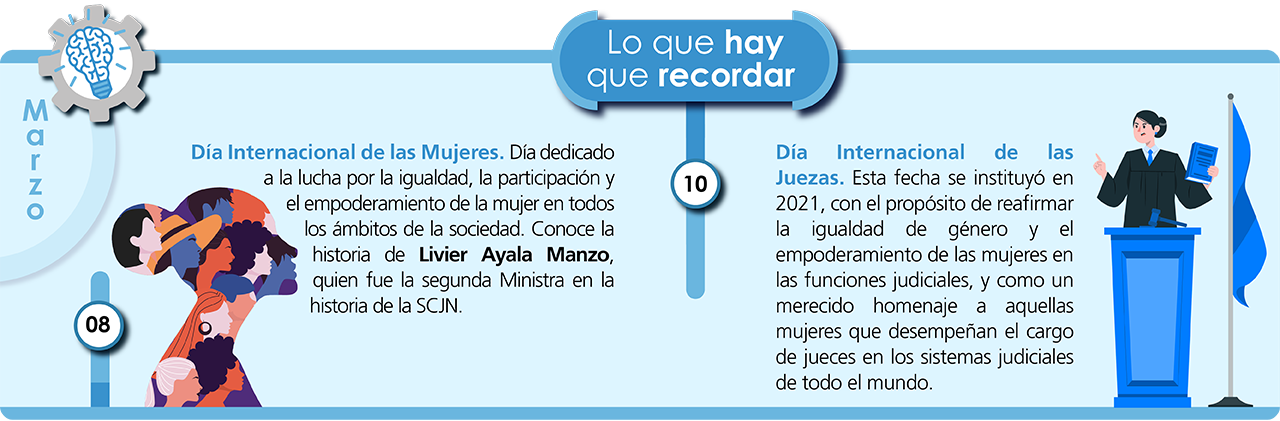 Lo que hay
que recordar
Marzo
08
Día Internacional de las Mujeres. Día dedicado
a la lucha por la igualdad, la participación y
el empoderamiento de la mujer en todos
los ámbitos de la sociedad. Conoce la
historia de Livier Ayala Manzo,
quien fue la segunda Ministra en la
historia de la SCJN.
10
Día Internacional de las
Juezas. Esta fecha se instituyó en
2021, con el propósito de reafirmar
la igualdad de género y el
empoderamiento de las mujeres en
las funciones judiciales, y como un
merecido homenaje a aquellas
mujeres que desempeñan el cargo
de jueces en los sistemas judiciales
de todo el mundo.